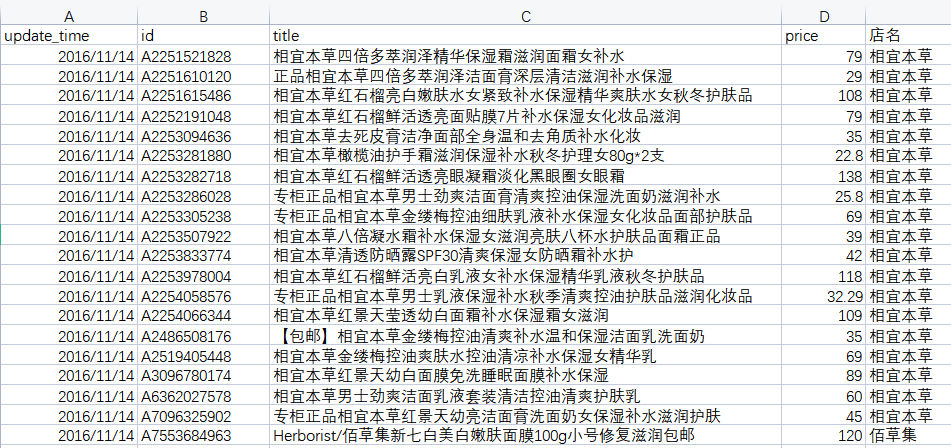 A B C D E
update_time id title price 店名
2016/11/14 A2251521828 相宜本草四倍多萃润泽精华保湿霜滋润面霜女补水 79 相宜本草
2016/11/14 A2251610120 正品相宜本草四倍多萃润泽洁面膏深层清洁滋润补水保湿 29 相宜本草
2016/11/14 A2251615486 相宜本草红石榴亮白嫩肤水女紧致补水保湿精华爽肤水女秋冬护肤品 108 相宜本草
2016/11/14 A2252191048 相宜本草红石榴鲜活透亮面贴膜7片补水保湿女化妆品滋润 79 相宜本草
2016/11/14 A2253094636 相宜本草去死皮膏洁净面部全身温和去角质补水化妆 35 相宜本草
2016/11/14 A2253281880 相宜本草橄榄油护手霜滋润保湿补水秋冬护理女80g*2支 22.8 相宜本草
2016/11/14 A2253282718 相宜本草红石榴鲜活透亮眼凝霜淡化黑眼圈女眼霜 138 相宜本草
2016/11/14 A2253286028 专柜正品相宜本草男士劲爽洁面膏清爽控油保湿洗面奶滋润补水 25.8 相宜本草
2016/11/14 A2253305238 专柜正品相宜本草金缕梅控油细肤乳液补水保湿女化妆品面部护肤品 69 相宜本草
2016/11/14 A2253507922 相宜本草八倍凝水霜补水保湿女滋润亮肤八杯水护肤品面霜正品 39 相宜本草
2016/11/14 A2253833774 相宜本草清透防晒露SPF30清爽保湿女防晒霜补水护 42 相宜本草
2016/11/14 A2253978004 相宜本草红石榴鲜活亮白乳液女补水保湿精华乳液秋冬护肤品 118 相宜本草
2016/11/14 A2254058576 专柜正品相宜本草男士乳液保湿补水秋季清爽控油护肤品滋润化妆品 32.29 相宜本草
2016/11/14 A2254066344 相宜本草红景天莹透幼白面霜补水保湿霜女滋润 109 相宜本草
2016/11/14 A2486508176 【包邮】相宜本草金缕梅控油清爽补水温和保湿洁面乳洗面奶 35 相宜本草
2016/11/14 A2519405448 相宜本草金缕梅控油爽肤水控油清凉补水保湿女精华乳 69 相宜本草
2016/11/14 A3096780174 相宜本草红景天幼白面膜免洗睡眠面膜补水保湿 89 相宜本草
2016/11/14 A6362027578 相宜本草男士劲爽洁面乳液套装清洁控油清爽护肤乳 60 相宜本草
2016/11/14 A7096325902 专柜正品相宜本草红景天幼亮洁面膏洗面奶女保湿补水滋润护肤 45 相宜本草
2016/11/14 A7553684963 Herborist/佰草集新七白美白嫩肤面膜100g小号修复滋润包邮 120 佰草集